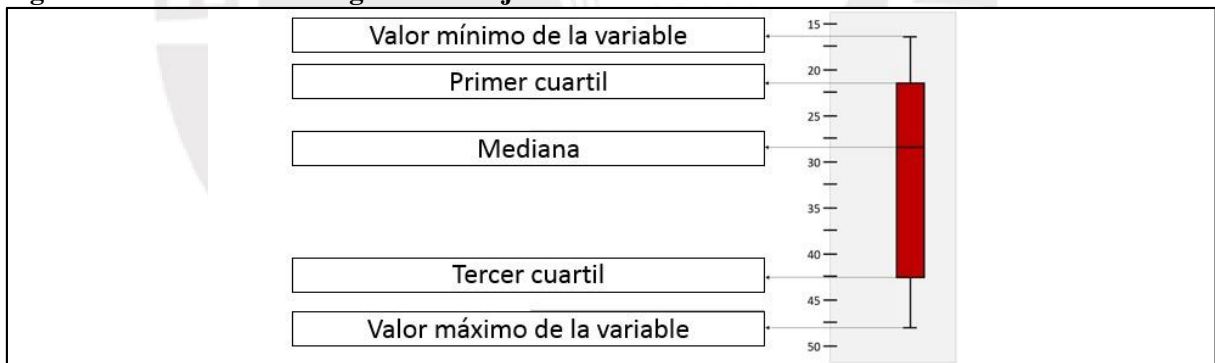 Valor mínimo de la variable
Primer cuartil
Mediana
Tercer cuartil
Valor máximo de la variable
15
20
25
30
35
40
45
50